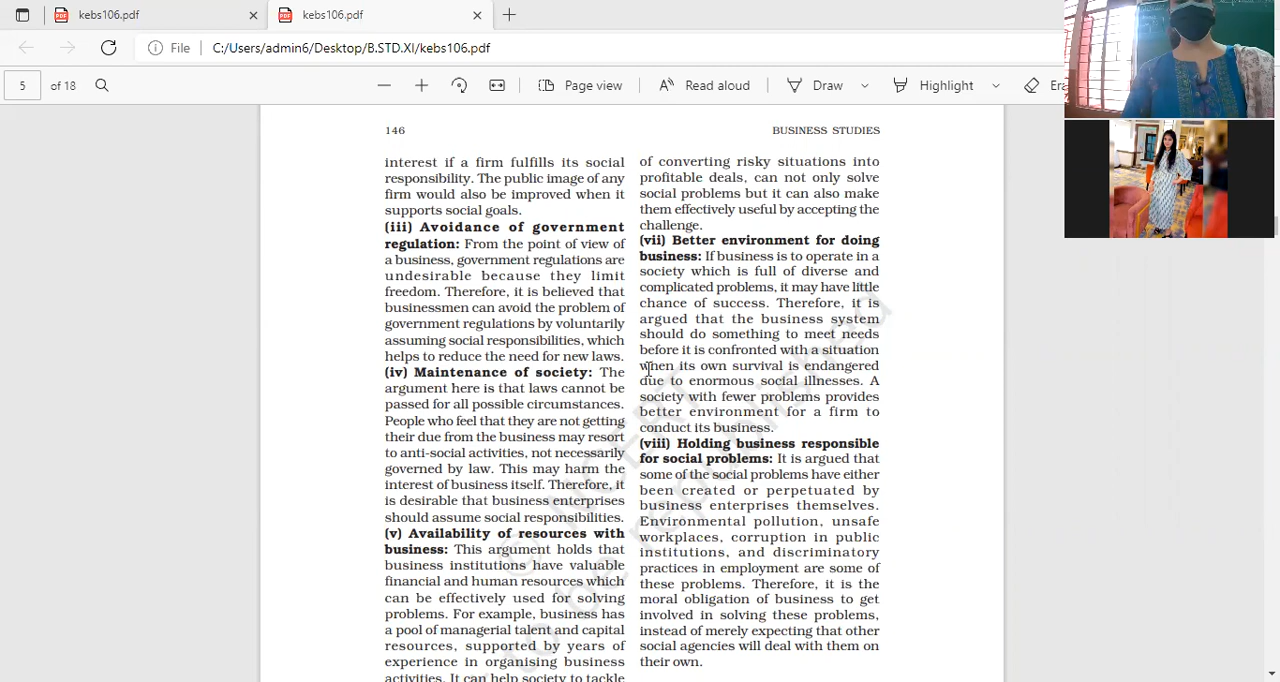 kebs106.pdf
kebs106.pdf
File
C:/Users/admin6/Desktop/B.STD.XI/kebs106.pdf
5 of 18
Page view
Read aloud
Draw
Highlight
Era
146
BUSINESS STUDIES
interest if a firm fulfills its social
responsibility. The public image of any
firm would also be improved when it
supports social goals.
(iii) Avoidance of government
regulation: From the point of view of
a business, government regulations are
undesirable because they limit
freedom. Therefore, it is believed that
businessmen can avoid the problem of
government regulations by voluntarily
assuming social responsibilities, which
helps to reduce the need for new laws.
(iv) Maintenance of society: The
argument here is that laws cannot be
passed for all possible circumstances.
People who feel that they are not getting
their due from the business may resort
to anti-social activities, not necessarily
governed by law. This may harm the
interest of business itself. Therefore, it
is desirable that business enterprises
should assume social responsibilities.
(v) Availability of resources with
business: This argument holds that
business institutions have valuable
financial and human resources which
can be effectively used for solving
problems. For example, business has
a pool of managerial talent and capital
resources, supported by years of
experience in organising business
activities. It can help society to tackle
of converting risky situations into
profitable deals, can not only solve
social problems but it can also make
them effectively useful by accepting the
challenge.
(vii) Better environment for doing
business: If business is to operate in a
society which is full of diverse and
complicated problems, it may have little
chance of success. Therefore, it is
argued that the business system
should do something to meet needs
before it is confronted with a situation
when its own survival is endangered
due to enormous social illnesses. A
society with fewer problems provides
better environment for a firm to
conduct its business.
(viii) Holding business responsible
for social problems: It is argued that
some of the social problems have either
been created or perpetuated by
business enterprises themselves.
Environmental pollution, unsafe
workplaces, corruption in public
institutions, and discriminatory
practices in employment are some of
these problems. Therefore, it is the
moral obligation of business to get
involved in solving these problems,
instead of merely expecting that other
social agencies will deal with them on
their own.
© NCERT
to be republished